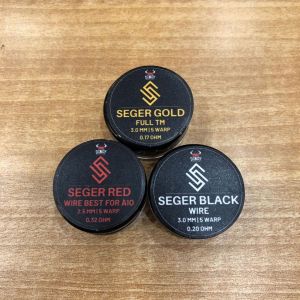 SEGER GOLD
FULL TM
3.0 MM | 5 WARP
0.17 OHM
SEGER RED
WIRE BEST FOR AIO
2.5 MM | 5 WARP
0.32 OHM
SEGER BLACK
WIRE
3.0 MM | 5 WARP
0.20 OHM